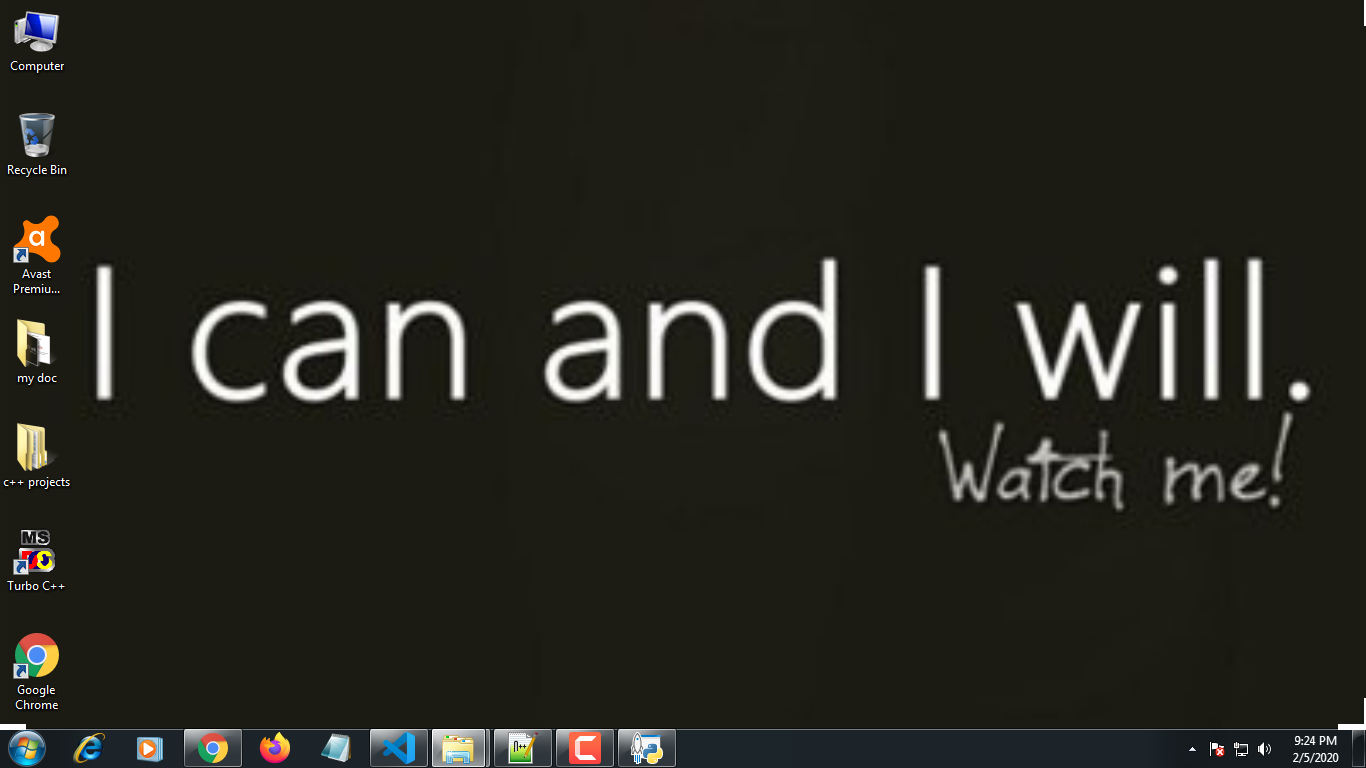 Computer
Recycle Bin
Avast
Premiu...
my doc
c++ projects
MS
Turbo C++
Google
Chrome
I can and I will.
Watch me!
9:24 PM
2/5/2020